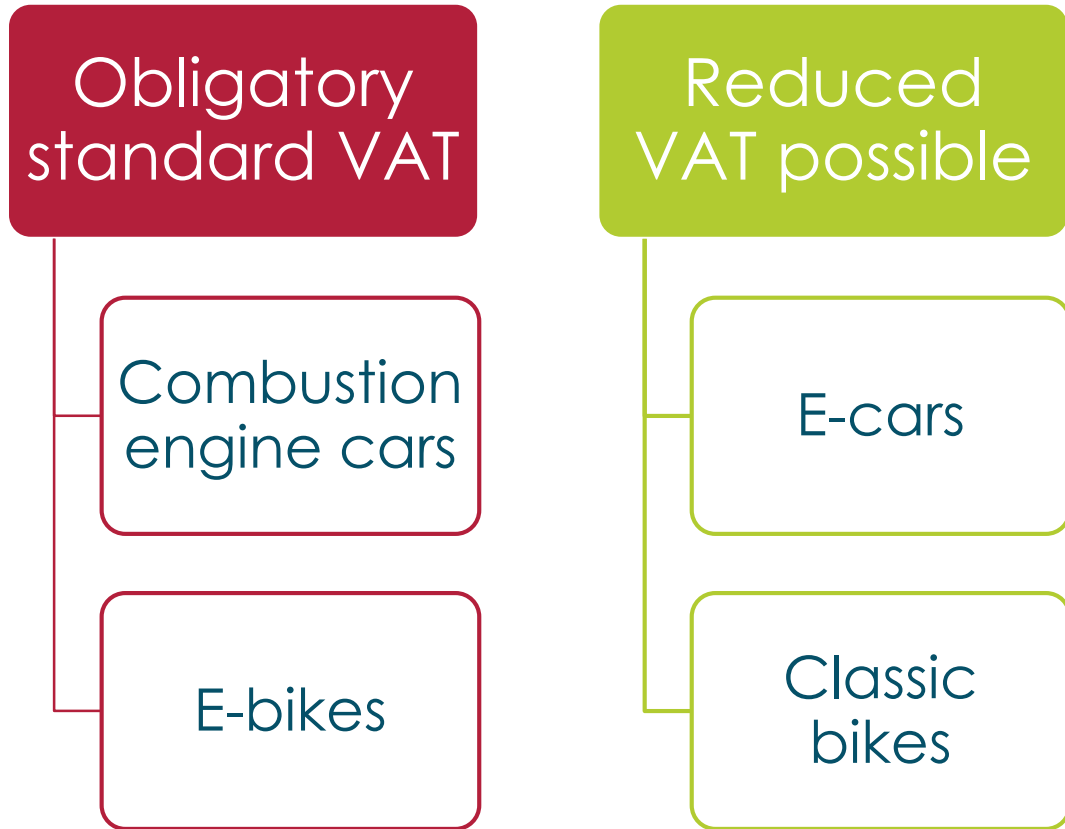 Obligatory
standard VAT
Combustion
engine cars
E-bikes
Reduced
VAT possible
E-cars
Classic
bikes